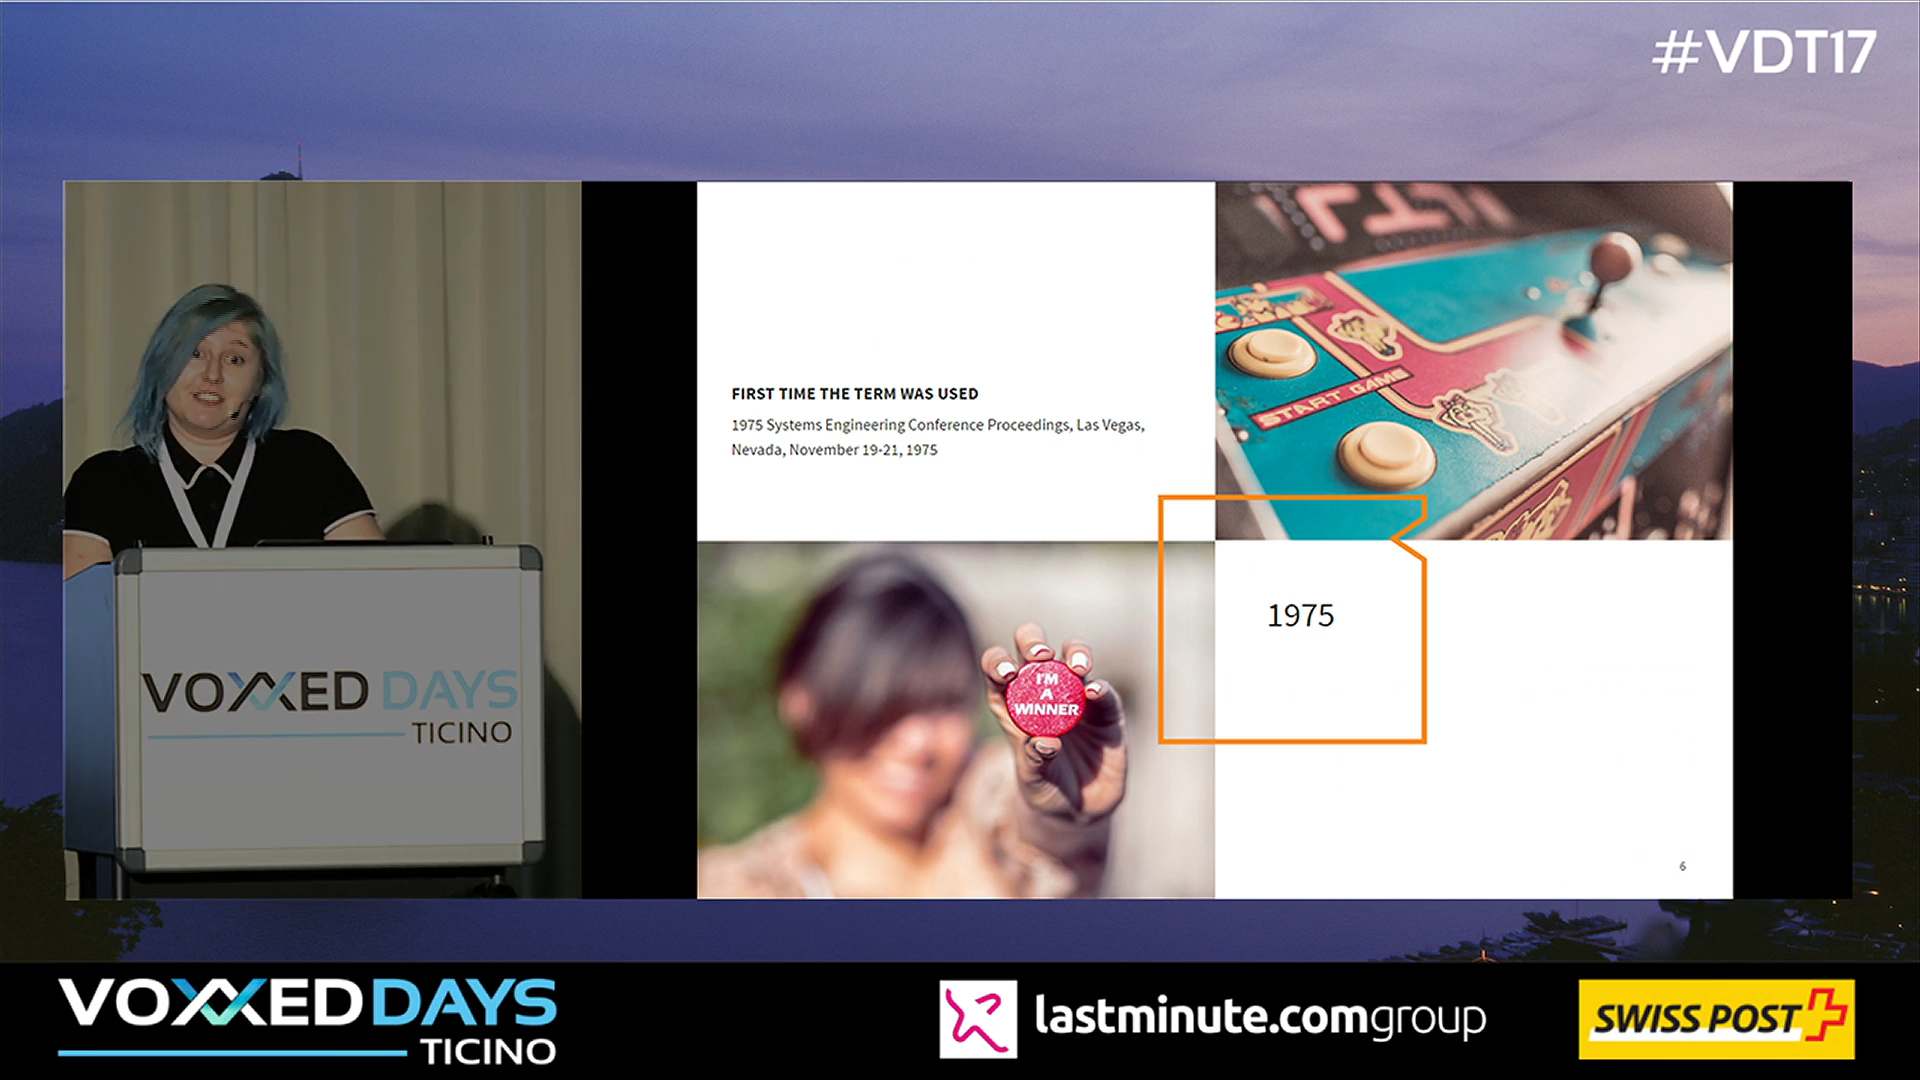 #VDT17
FIRST TIME THE TERM WAS USED
1975 Systems Engineering Conference Proceedings, Las Vegas,
Nevada, November 19-21, 1975
START GAME
I'M
A
WINNER
1975
6
VOXXED DAYS
TICINO
VOXXED DAYS
TICINO
lastminute.comgroup
SWISS POST